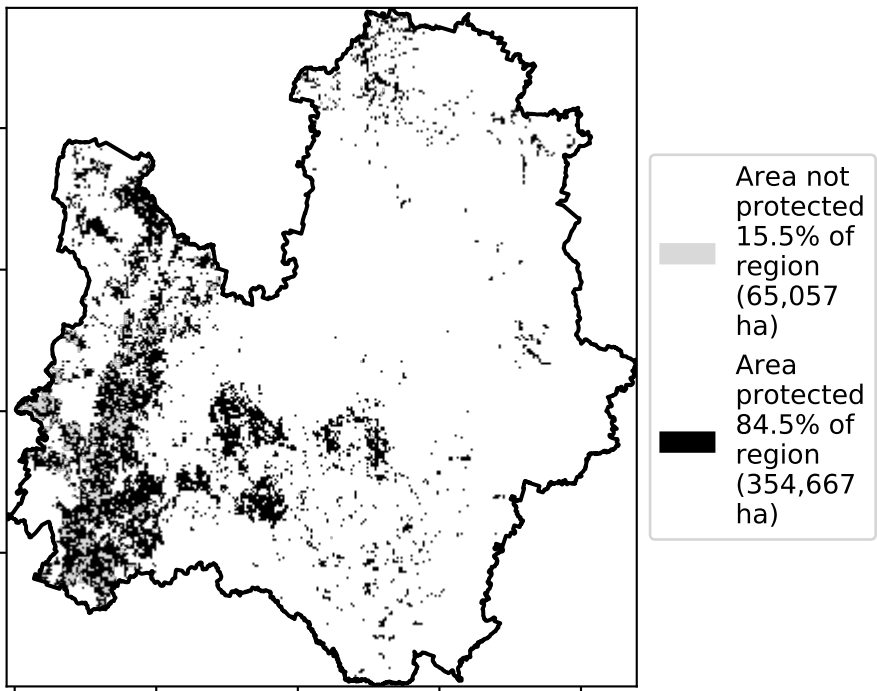 Area not
protected
15.5% of
region
(65,057
ha)
Area
protected
84.5% of
region
(354,667
ha)